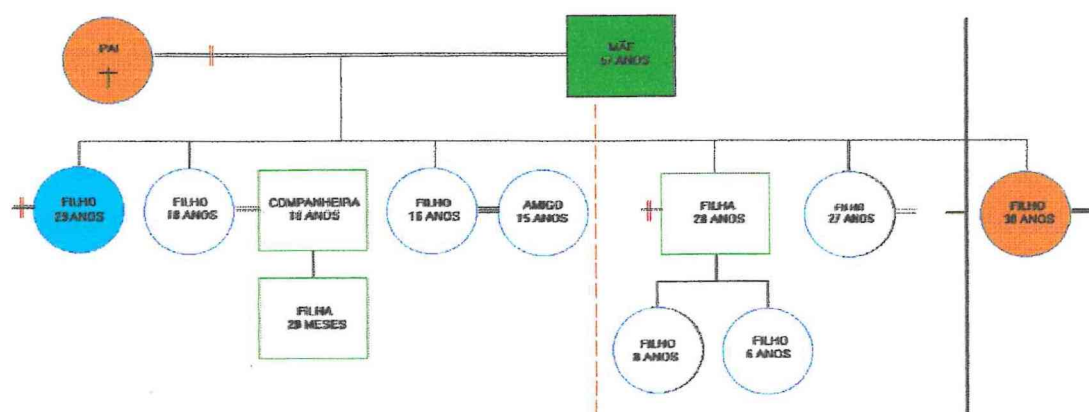 PAI
MÃE
57 ANOS
FILHO
29 ANOS
FILHO
18 ANOS
COMPANHEIRA
18 ANOS
FILHO
16 ANOS
AMIGO
15 ANOS
FILHA
28 ANOS
FILHO
27 ANOS
FILHO
30 ANOS
FILHA
29 MESES
FILHO
8 ANOS
FILHO
6 ANOS